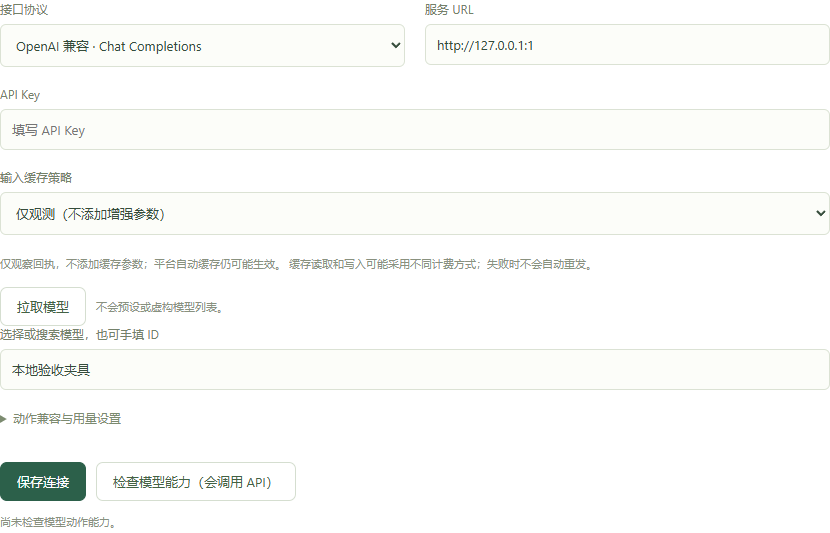 接口协议
服务 URL
OpenAI 兼容 · Chat Completions
http://127.0.0.1:1
API Key
填写 API Key
输入缓存策略
仅观测（不添加增强参数）
仅观察回执，不添加缓存参数；平台自动缓存仍可能生效。 缓存读取和写入可能采用不同计费方式；失败时不会自动重发。
拉取模型
不会预设或虚构模型列表。
选择或搜索模型，也可手填 ID
本地验收夹具
动作兼容与用量设置
保存连接
检查模型能力（会调用 API）
尚未检查模型动作能力。